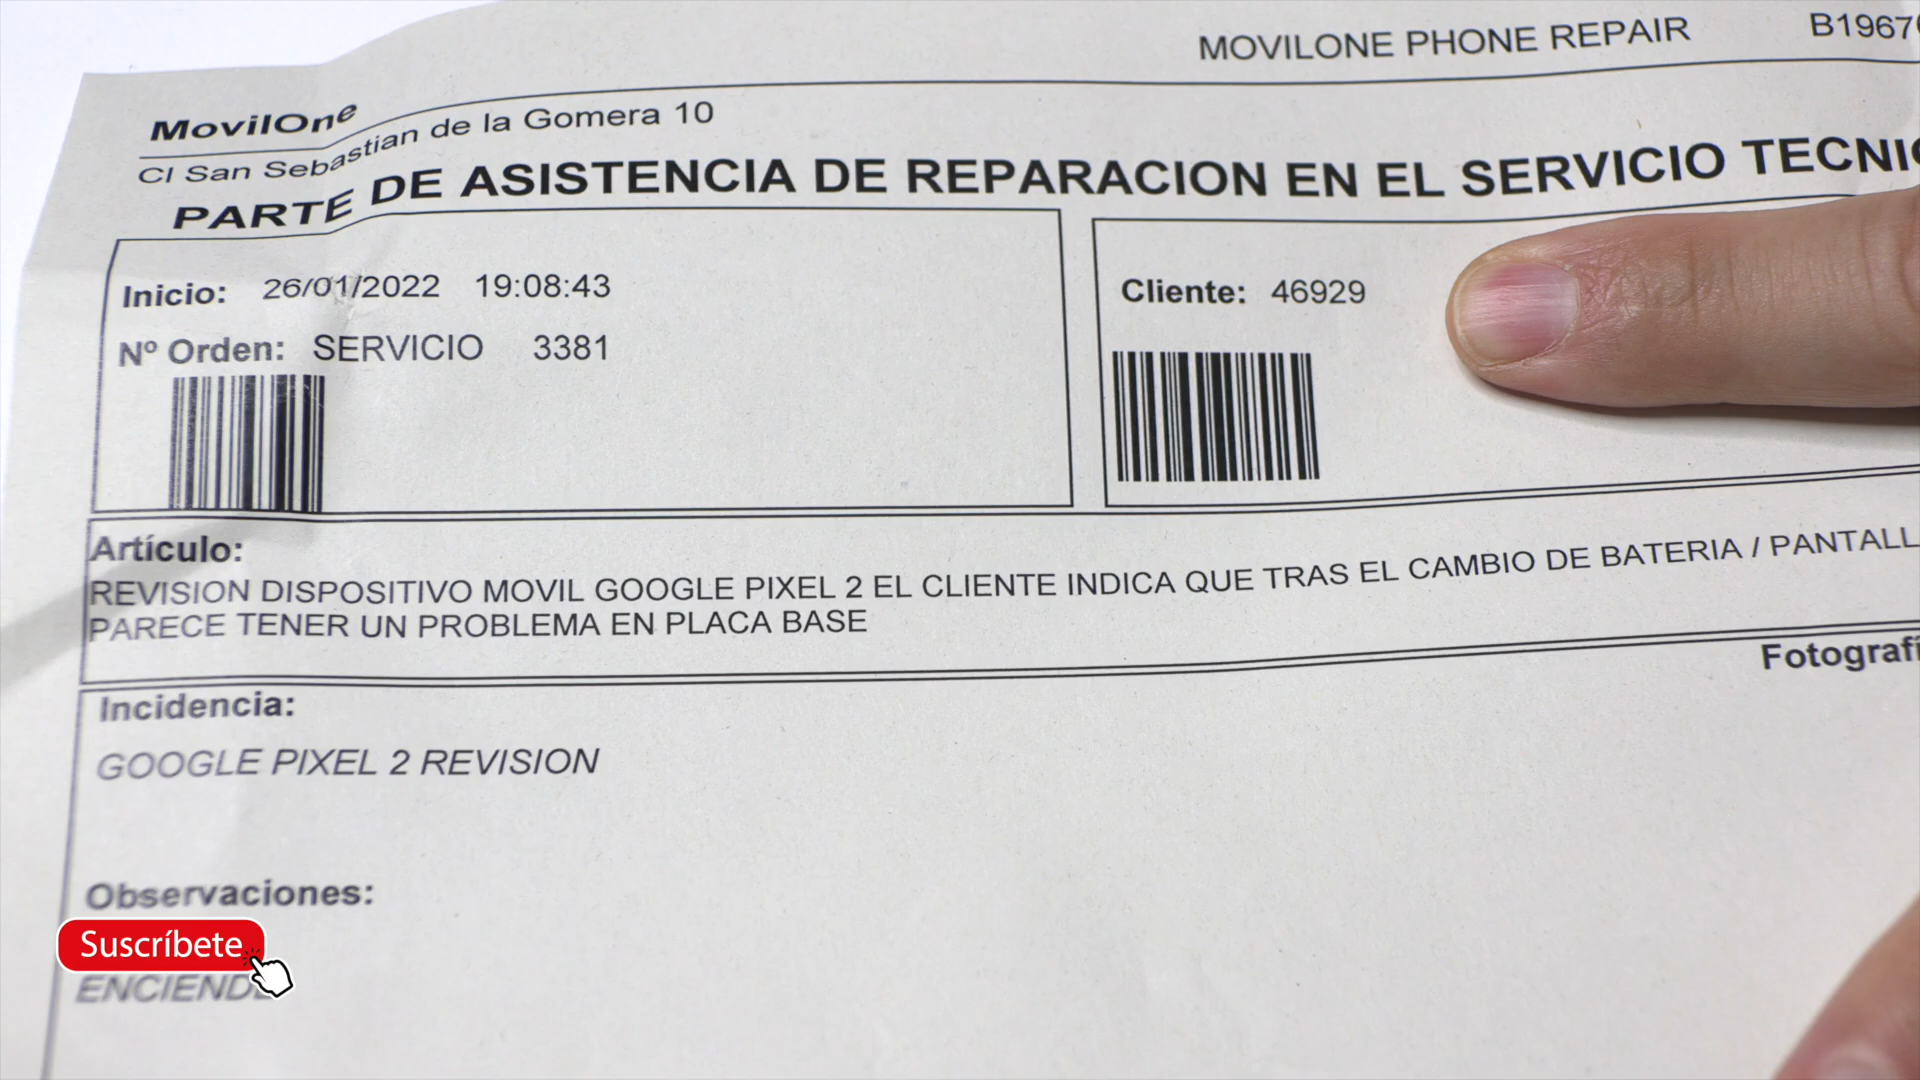 MOVILONE PHONE REPAIR
MovilOne
Cl San Sebastian de la Gomera 10
PARTE DE ASISTENCIA DE REPARACION EN EL SERVICIO
Inicio: 26/01/2022 19:08:43
Cliente: 46929
Nº Orden: SERVICIO 3381
Artículo:
REVISION DISPOSITIVO MOVIL GOOGLE PIXEL 2 EL CLIENTE INDICA QUE TRAS EL CAMBIO DE BATERIA /
PARECE TENER UN PROBLEMA EN PLACA BASE
Incidencia:
GOOGLE PIXEL 2 REVISION
Observaciones:
Suscríbete